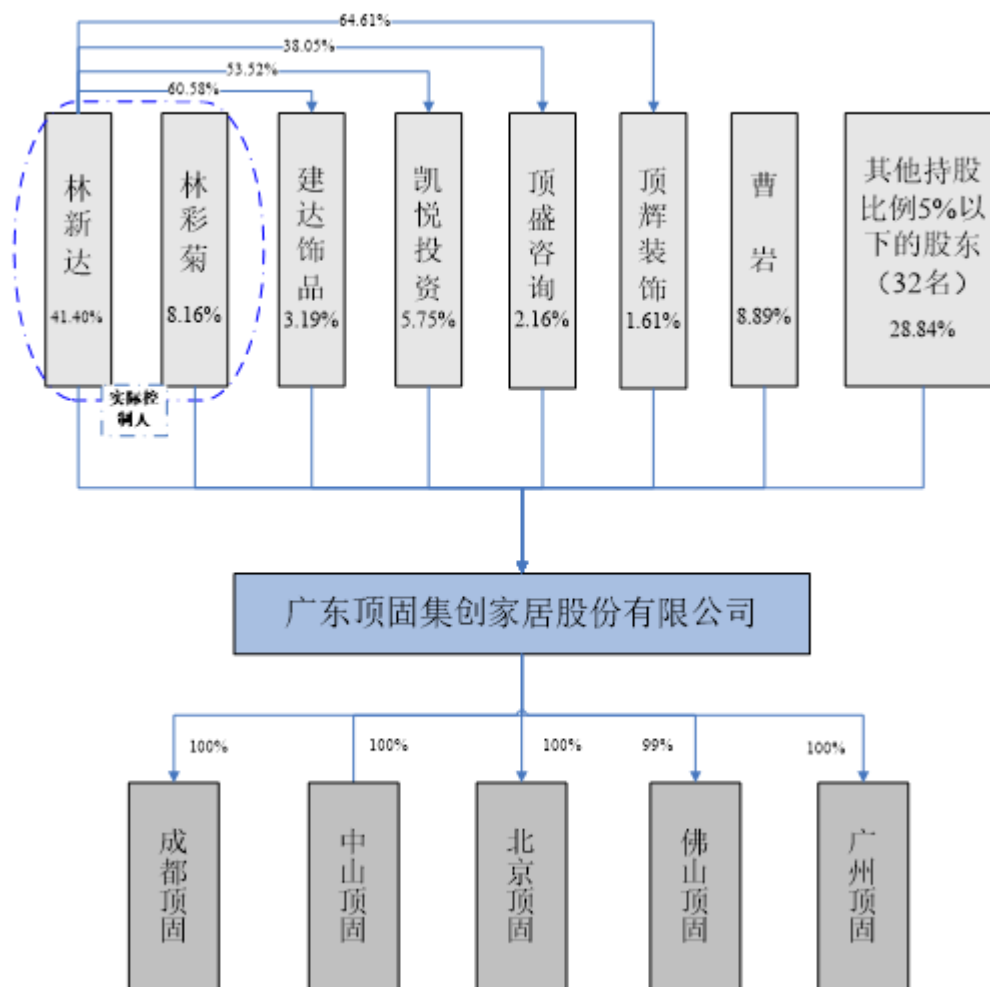 64.61%
38.05%
53.52%
60.58%
林新达
41.40%
林彩菊
8.16%
建达饰品
3.19%
凯悦投资
5.75%
顶盛咨询
2.16%
顶辉装饰
1.61%
曹岩
8.89%
其他持股
比例5%以
下的股东
（32名）
28.84%
实际控
制人
广东顶固集创家居股份有限公司
100%
100%
100%
99%
100%
成都顶固
中山顶固
北京顶固
佛山顶固
广州顶固